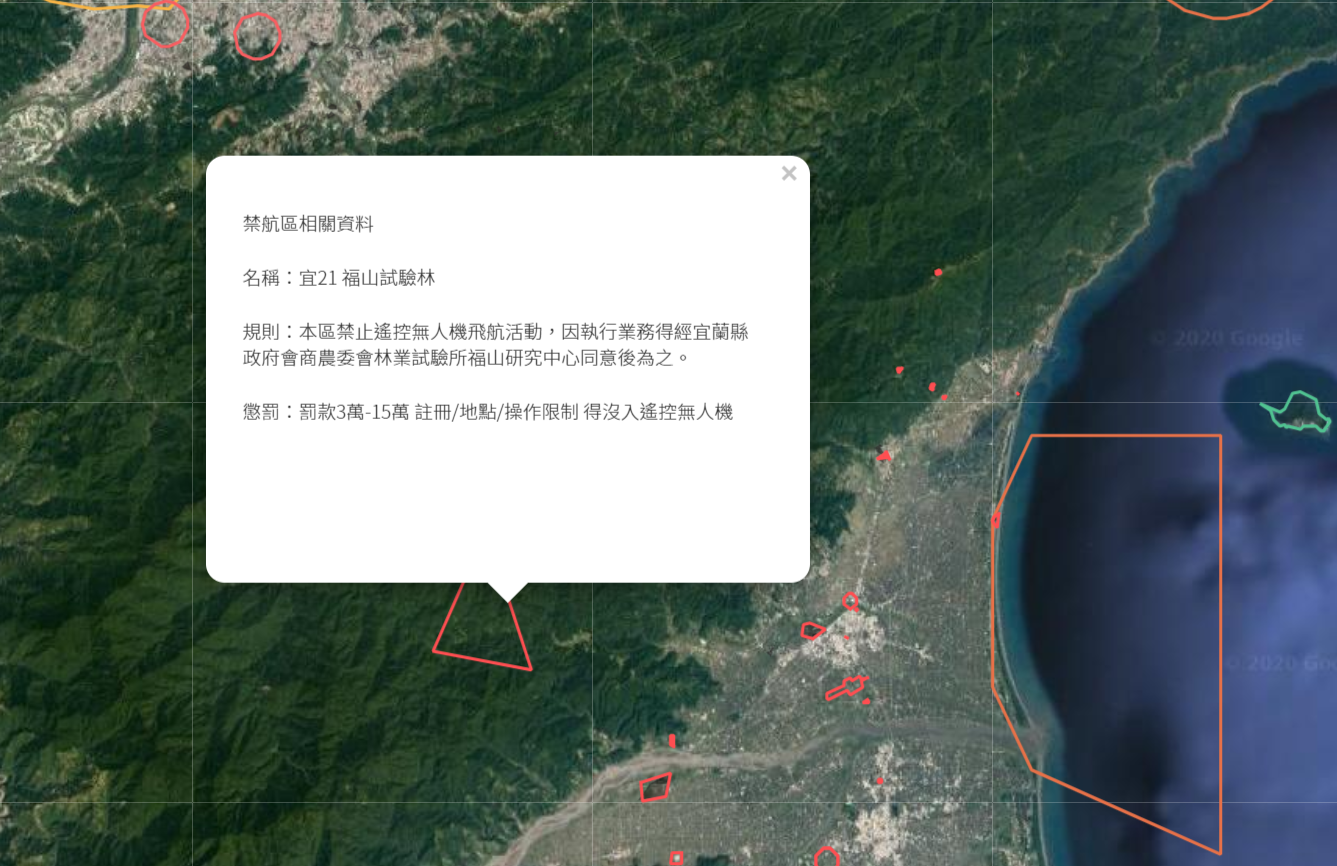 禁航區相關資料
名稱：宜21 福山試驗林
規則：本區禁止遙控無人機飛航活動，因執行業務得經宜蘭縣
政府會商農委會林業試驗所福山研究中心同意後為之。
懲罰：罰款3萬-15萬 註冊/地點/操作限制 得沒入遙控無人機
© 2020 Google
© 2020 Goo